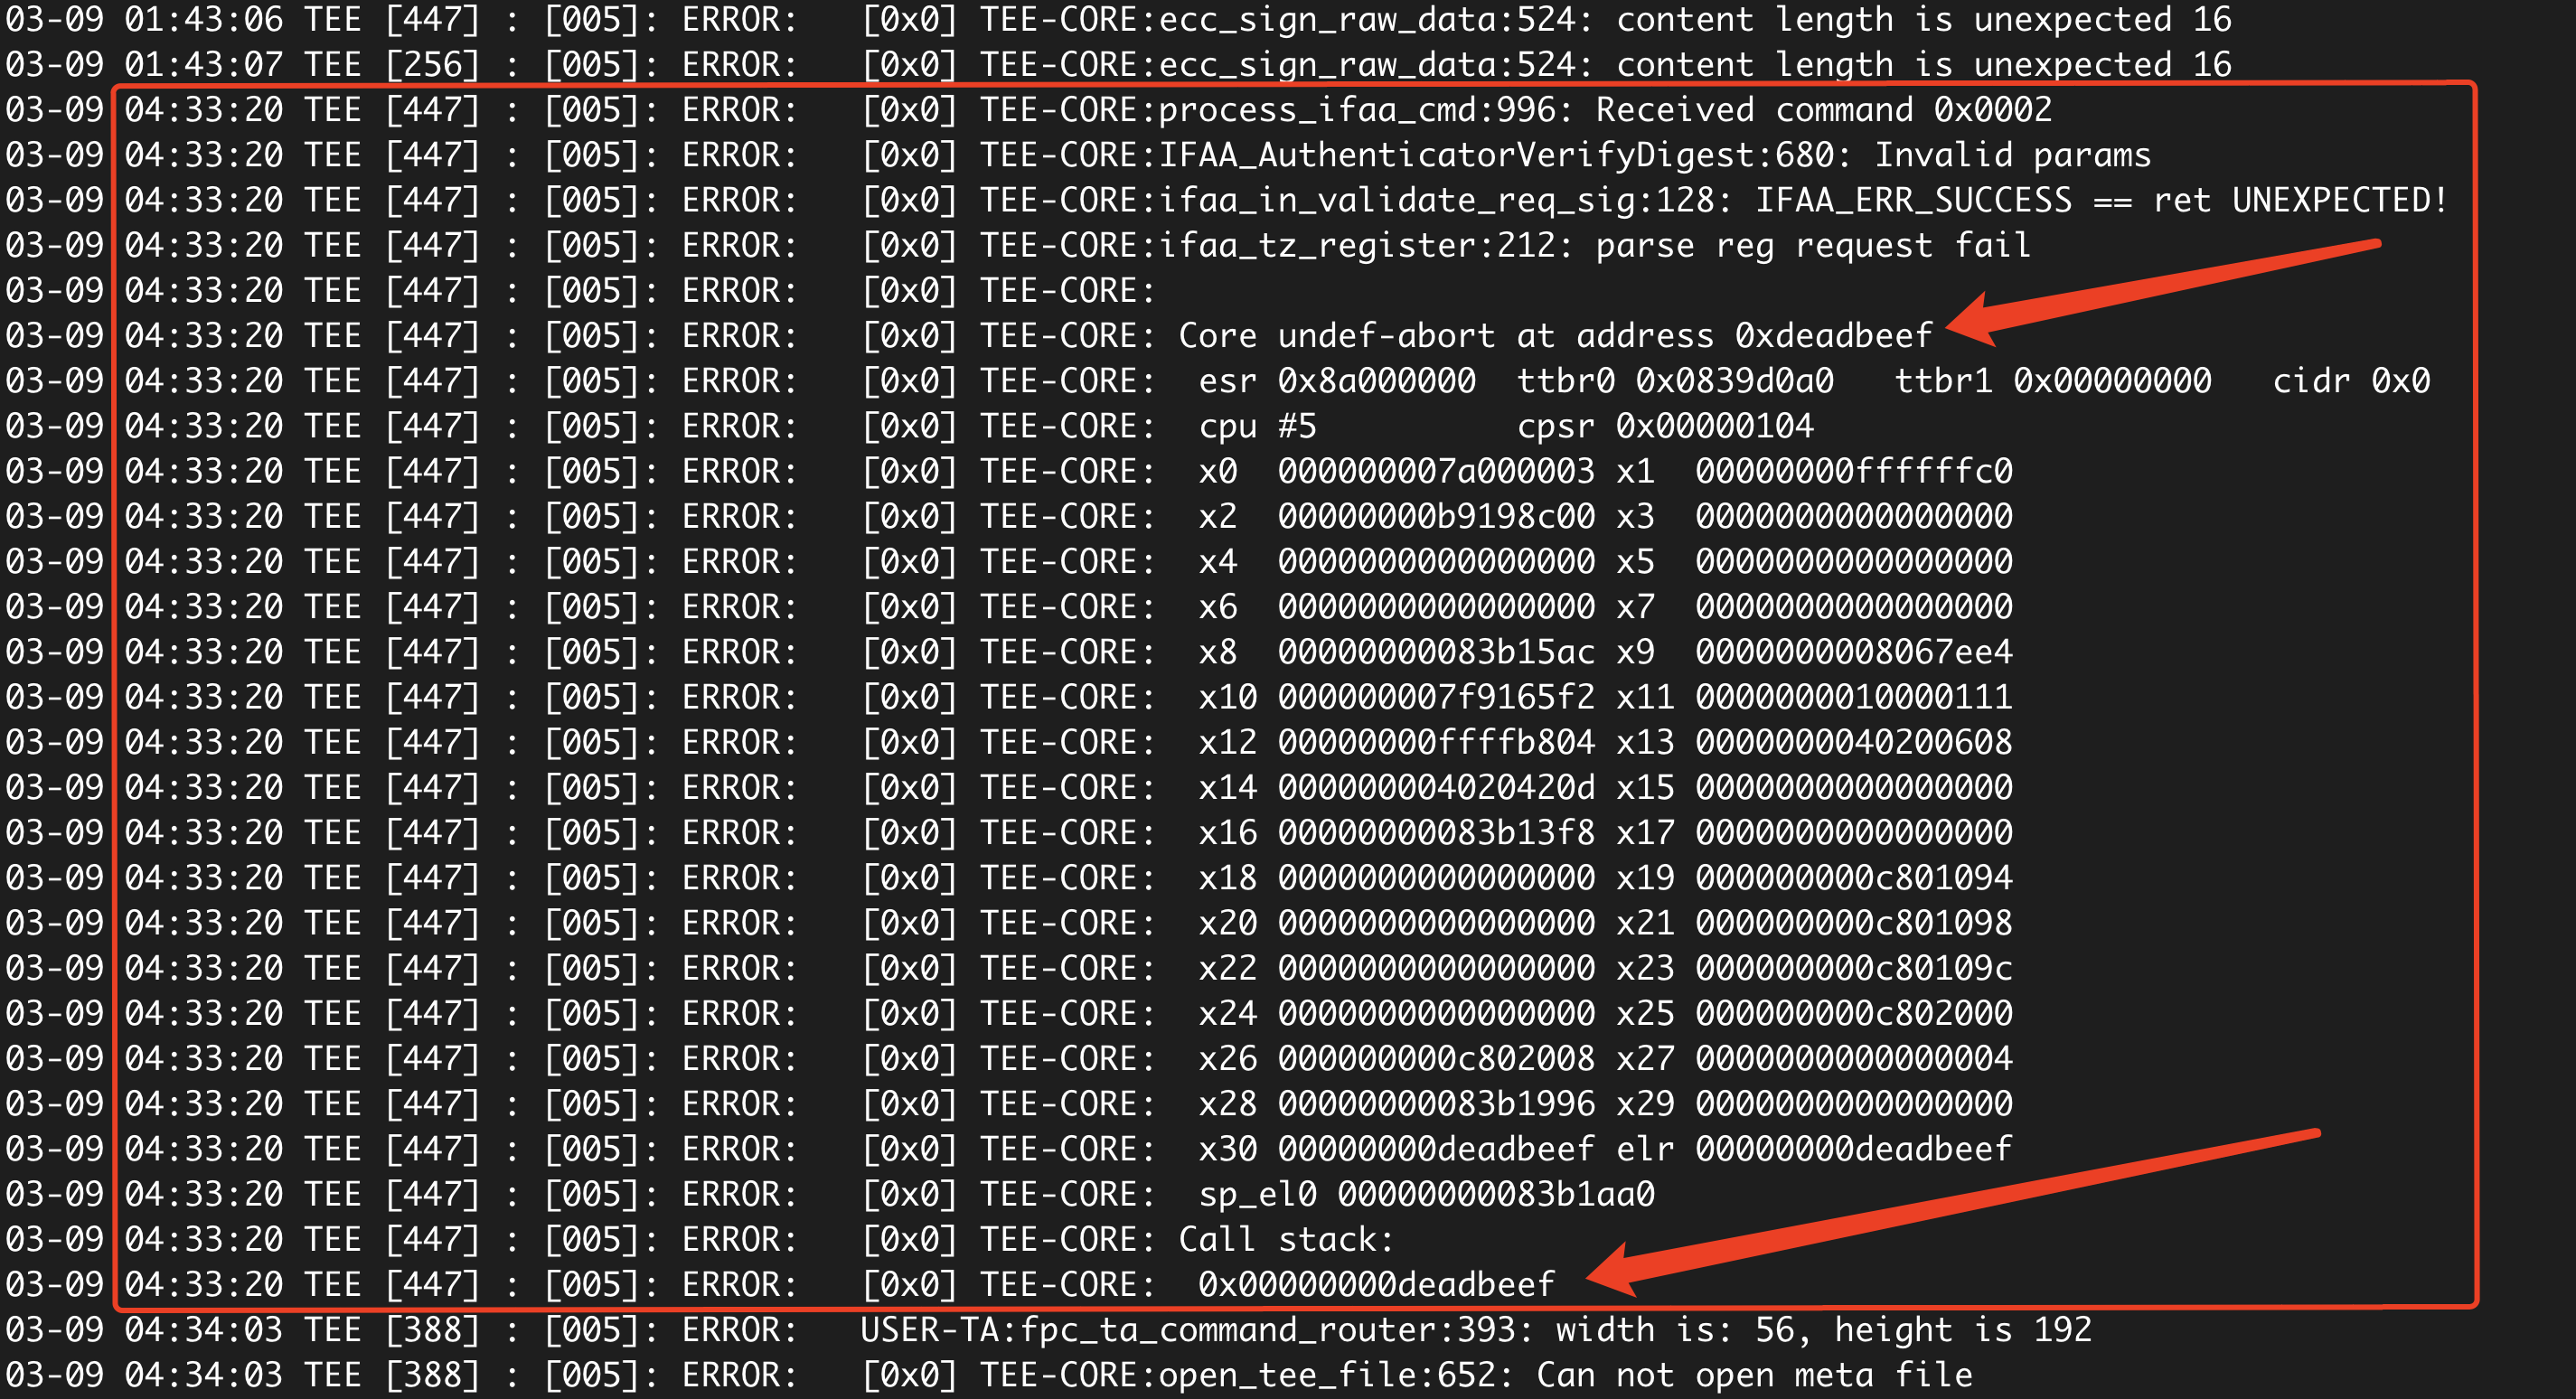 03-09 01:43:06 TEE [447] : [005]: ERROR:   [0x0] TEE-CORE:ecc_sign_raw_data:524: content length is unexpected 16
03-09 01:43:07 TEE [256] : [005]: ERROR:   [0x0] TEE-CORE:ecc_sign_raw_data:524: content length is unexpected 16
03-09 04:33:20 TEE [447] : [005]: ERROR:   [0x0] TEE-CORE:process_ifaa_cmd:996: Received command 0x0002
03-09 04:33:20 TEE [447] : [005]: ERROR:   [0x0] TEE-CORE:IFAA_AuthenticatorVerifyDigest:680: Invalid params
03-09 04:33:20 TEE [447] : [005]: ERROR:   [0x0] TEE-CORE:ifaa_in_validate_req_sig:128: IFAA_ERR_SUCCESS == ret UNEXPECTED!
03-09 04:33:20 TEE [447] : [005]: ERROR:   [0x0] TEE-CORE:ifaa_tz_register:212: parse reg request fail
03-09 04:33:20 TEE [447] : [005]: ERROR:   [0x0] TEE-CORE:
03-09 04:33:20 TEE [447] : [005]: ERROR:   [0x0] TEE-CORE: Core undef-abort at address 0xdeadbeef
03-09 04:33:20 TEE [447] : [005]: ERROR:   [0x0] TEE-CORE:  esr 0x8a000000  ttbr0 0x0839d0a0   ttbr1 0x00000000   cidr 0x0
03-09 04:33:20 TEE [447] : [005]: ERROR:   [0x0] TEE-CORE:  cpu #5          cpsr 0x00000104
03-09 04:33:20 TEE [447] : [005]: ERROR:   [0x0] TEE-CORE:  x0  000000007a000003 x1  00000000ffffffc0
03-09 04:33:20 TEE [447] : [005]: ERROR:   [0x0] TEE-CORE:  x2  00000000b9198c00 x3  0000000000000000
03-09 04:33:20 TEE [447] : [005]: ERROR:   [0x0] TEE-CORE:  x4  0000000000000000 x5  0000000000000000
03-09 04:33:20 TEE [447] : [005]: ERROR:   [0x0] TEE-CORE:  x6  0000000000000000 x7  0000000000000000
03-09 04:33:20 TEE [447] : [005]: ERROR:   [0x0] TEE-CORE:  x8  00000000083b15ac x9  0000000008067ee4
03-09 04:33:20 TEE [447] : [005]: ERROR:   [0x0] TEE-CORE:  x10 000000007f9165f2 x11 0000000010000111
03-09 04:33:20 TEE [447] : [005]: ERROR:   [0x0] TEE-CORE:  x12 00000000ffffb804 x13 0000000040200608
03-09 04:33:20 TEE [447] : [005]: ERROR:   [0x0] TEE-CORE:  x14 000000004020420d x15 0000000000000000
03-09 04:33:20 TEE [447] : [005]: ERROR:   [0x0] TEE-CORE:  x16 00000000083b13f8 x17 0000000000000000
03-09 04:33:20 TEE [447] : [005]: ERROR:   [0x0] TEE-CORE:  x18 0000000000000000 x19 000000000c801094
03-09 04:33:20 TEE [447] : [005]: ERROR:   [0x0] TEE-CORE:  x20 0000000000000000 x21 000000000c801098
03-09 04:33:20 TEE [447] : [005]: ERROR:   [0x0] TEE-CORE:  x22 0000000000000000 x23 000000000c80109c
03-09 04:33:20 TEE [447] : [005]: ERROR:   [0x0] TEE-CORE:  x24 0000000000000000 x25 000000000c802000
03-09 04:33:20 TEE [447] : [005]: ERROR:   [0x0] TEE-CORE:  x26 000000000c802008 x27 0000000000000004
03-09 04:33:20 TEE [447] : [005]: ERROR:   [0x0] TEE-CORE:  x28 00000000083b1996 x29 0000000000000000
03-09 04:33:20 TEE [447] : [005]: ERROR:   [0x0] TEE-CORE:  x30 00000000deadbeef elr 00000000deadbeef
03-09 04:33:20 TEE [447] : [005]: ERROR:   [0x0] TEE-CORE:  sp_el0 00000000083b1aa0
03-09 04:33:20 TEE [447] : [005]: ERROR:   [0x0] TEE-CORE: Call stack:
03-09 04:33:20 TEE [447] : [005]: ERROR:   [0x0] TEE-CORE:  0x00000000deadbeef
03-09 04:34:03 TEE [388] : [005]: ERROR:   USER-TA:fpc_ta_command_router:393: width is: 56, height is 192
03-09 04:34:03 TEE [388] : [005]: ERROR:   [0x0] TEE-CORE:open_tee_file:652: Can not open meta file